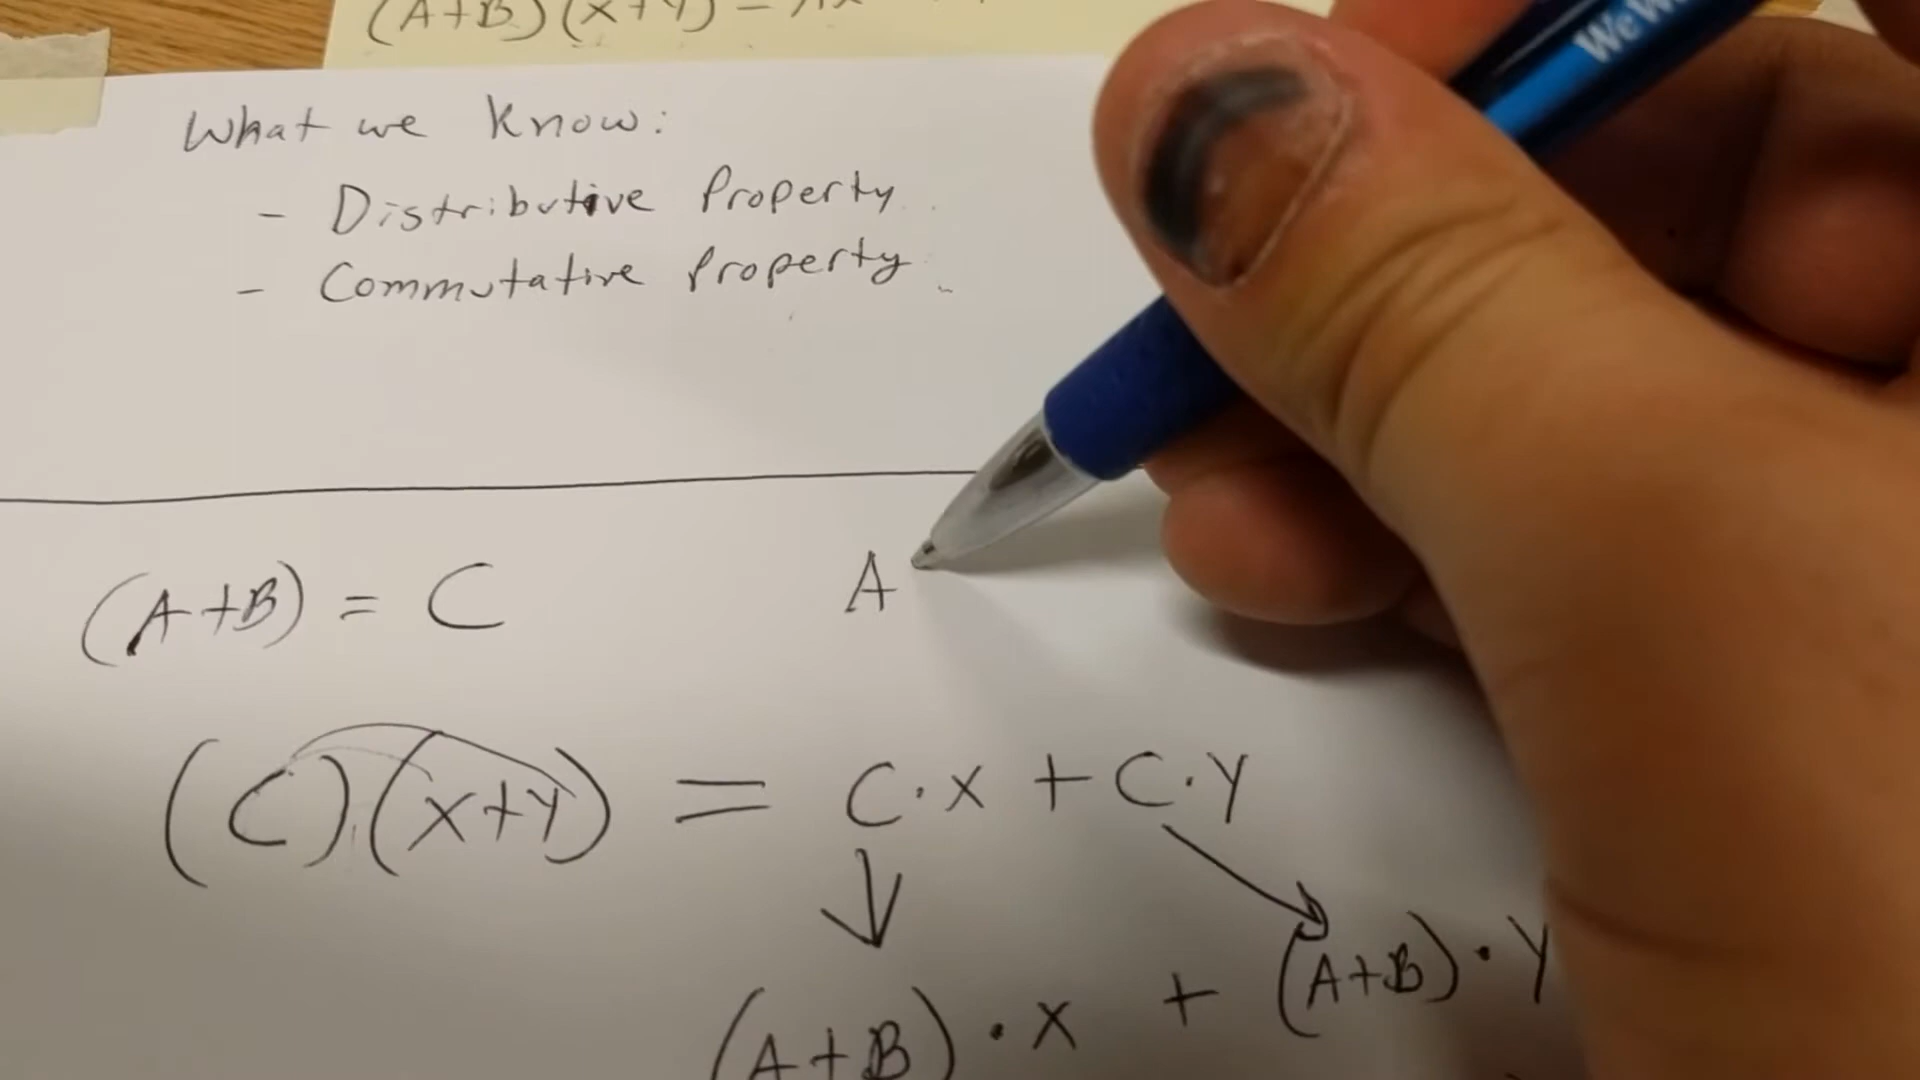 (A+B)(x+y) =
What we know:
- Distributive Property
- Commutative Property
(A+B) = C
A
(C)(x+y) = C·x + C·y
(A+B)·x + (A+B)·y